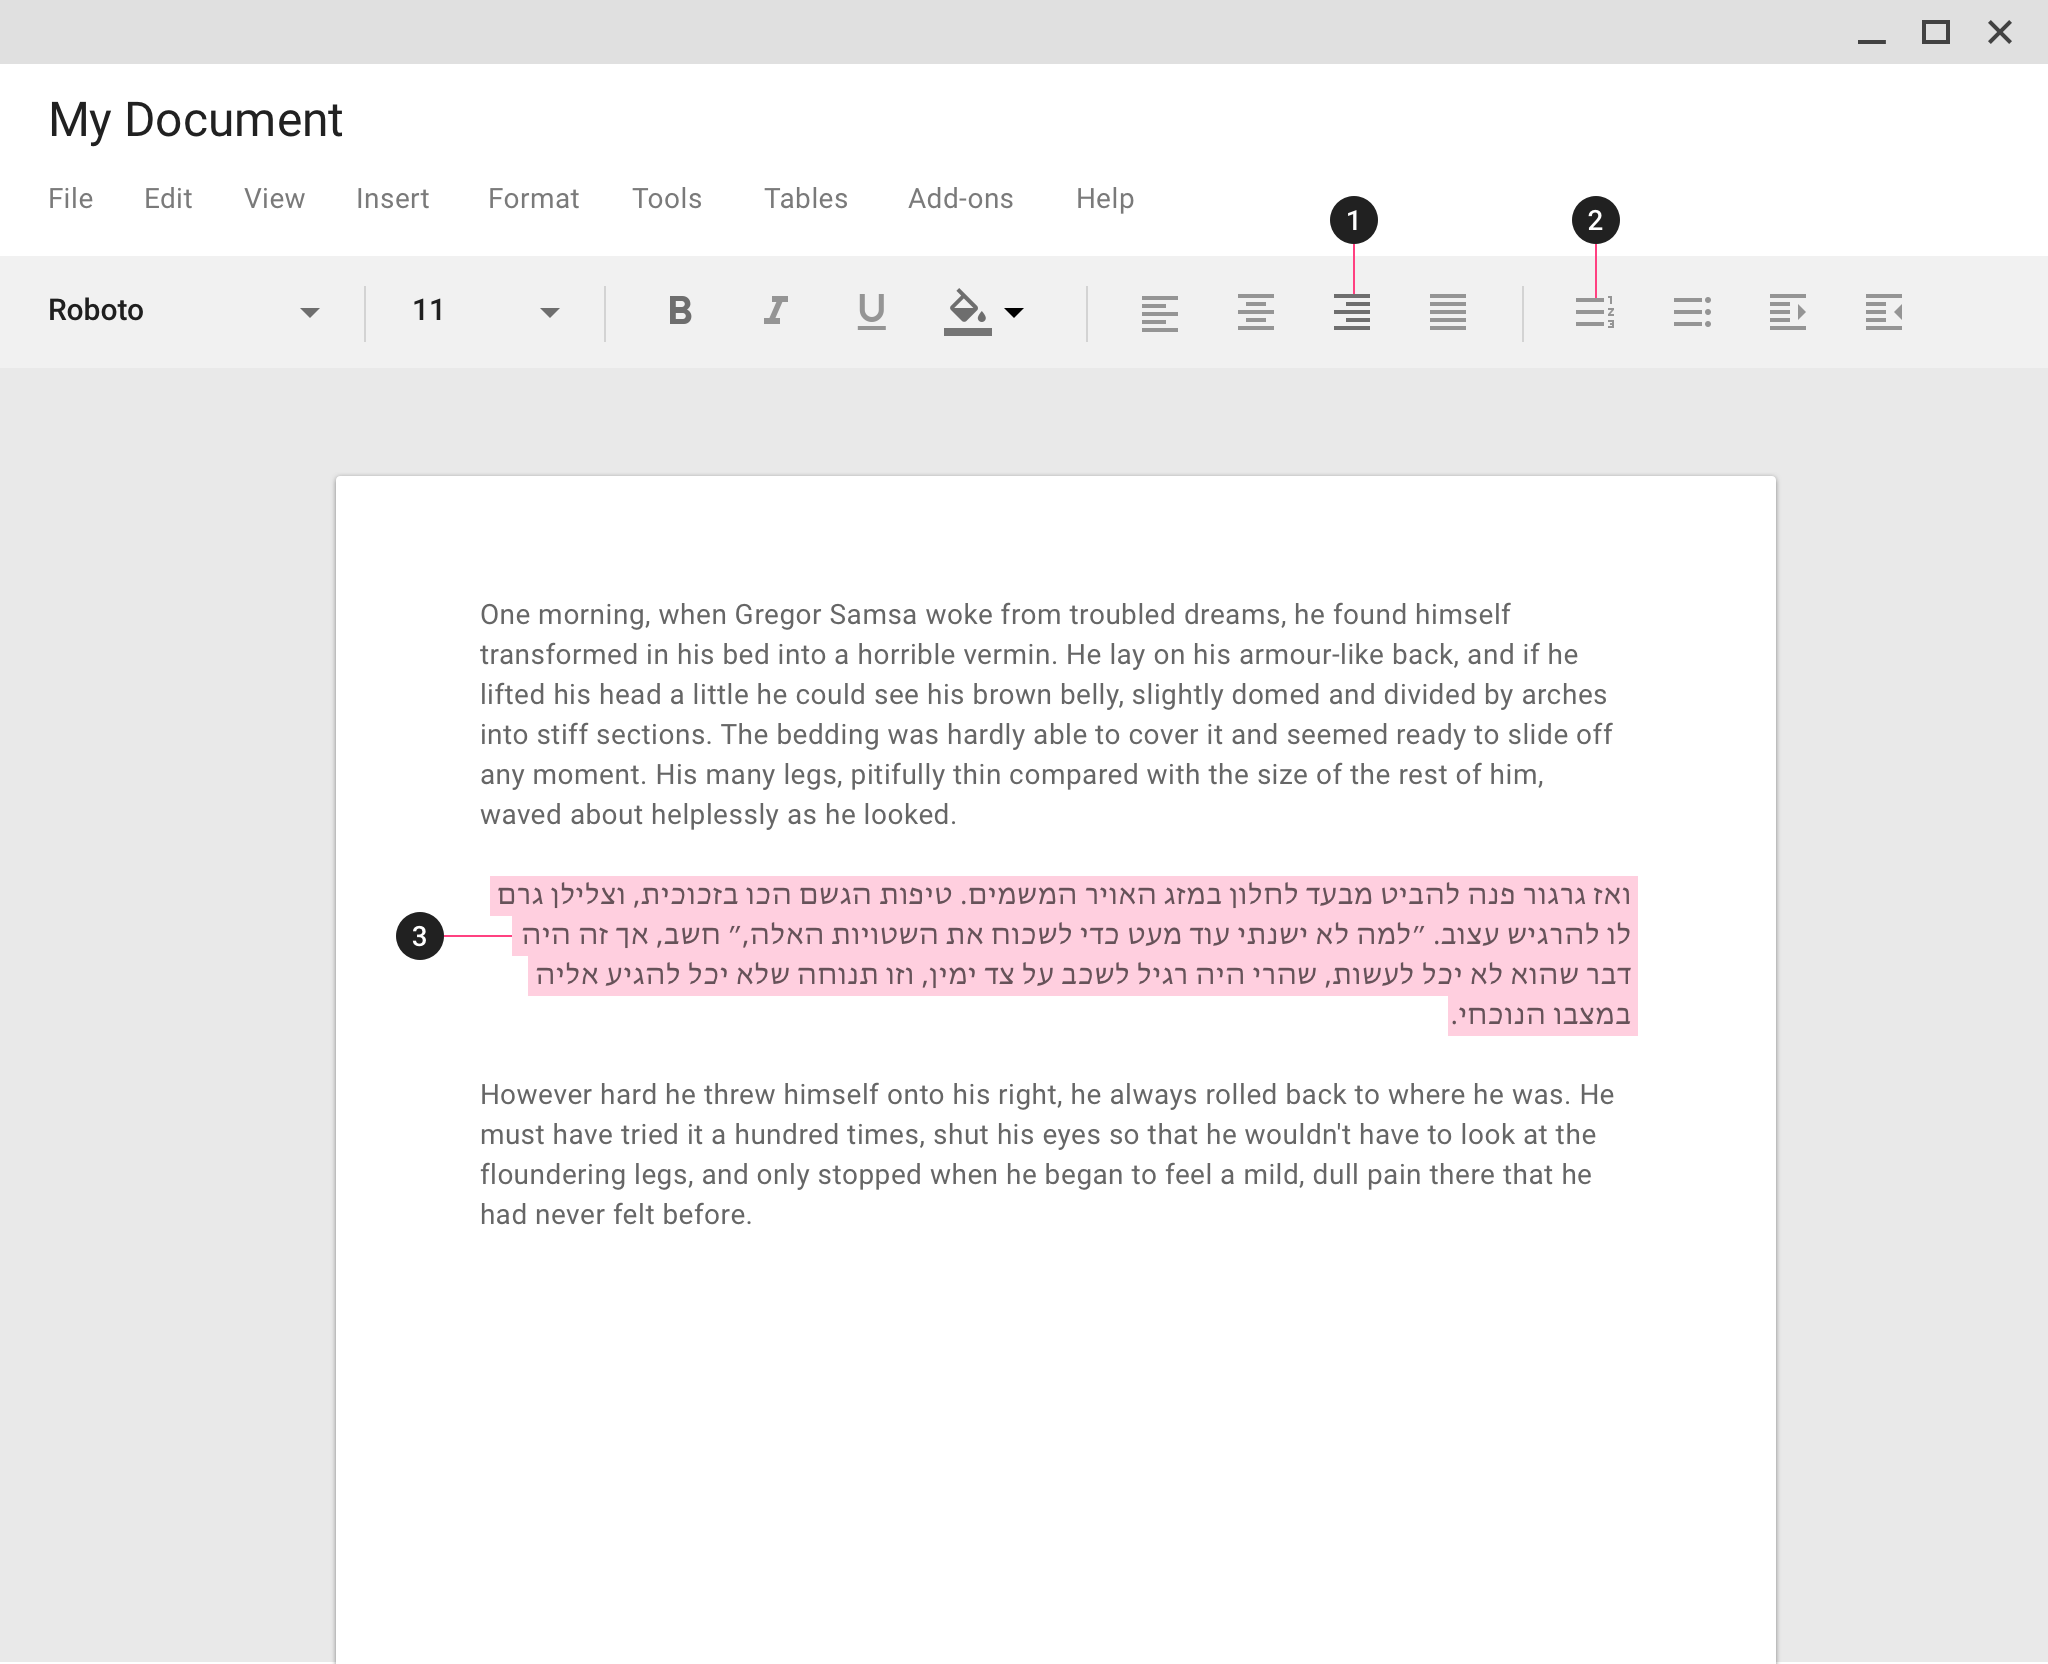 My Document
File Edit View Insert Format Tools Tables Add-ons Help
1 2
Roboto 11 B I U
One morning, when Gregor Samsa woke from troubled dreams, he found himself
transformed in his bed into a horrible vermin. He lay on his armour-like back, and if he
lifted his head a little he could see his brown belly, slightly domed and divided by arches
into stiff sections. The bedding was hardly able to cover it and seemed ready to slide off
any moment. His many legs, pitifully thin compared with the size of the rest of him,
waved about helplessly as he looked.
ואז גרגור פנה להביט מבעד לחלון במזג האויר המשמים. טיפות הגשם הכו בזכוכית, וצלילן גרם
3
לו להרגיש עצוב. ״למה לא ישנתי עוד מעט כדי לשכוח את השטויות האלה,״ חשב, אך זה היה
דבר שהוא לא יכל לעשות, שהרי היה רגיל לשכב על צד ימין, וזו תנוחה שלא יכל להגיע אליה
במצבו הנוכחי.
However hard he threw himself onto his right, he always rolled back to where he was. He
must have tried it a hundred times, shut his eyes so that he wouldn't have to look at the
floundering legs, and only stopped when he began to feel a mild, dull pain there that he
had never felt before.